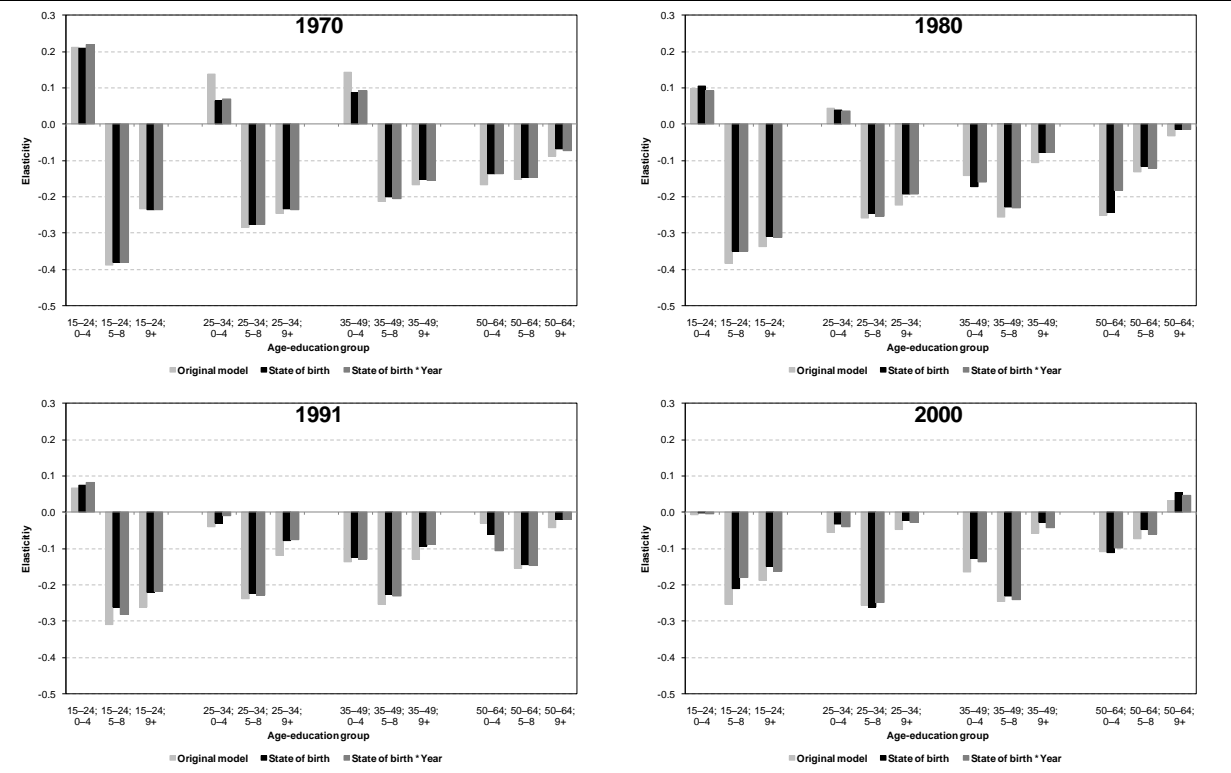 1970
0.3
0.2
0.1
0.0
-0.1
-0.2
-0.3
-0.4
-0.5
Elasticitiy
15–24; 15–24; 15–24; 25–34; 25–34; 25–34; 35–49; 35–49; 35–49; 50–64; 50–64; 50–64;
0–4 5–8 9+ 0–4 5–8 9+ 0–4 5–8 9+ 0–4 5–8 9+
Age-education group
Original model State of birth State of birth * Year
1980
0.3
0.2
0.1
0.0
-0.1
-0.2
-0.3
-0.4
-0.5
Elasticitiy
15–24; 15–24; 15–24; 25–34; 25–34; 25–34; 35–49; 35–49; 35–49; 50–64; 50–64; 50–64;
0–4 5–8 9+ 0–4 5–8 9+ 0–4 5–8 9+ 0–4 5–8 9+
Age-education group
Original model State of birth State of birth * Year
1991
0.3
0.2
0.1
0.0
-0.1
-0.2
-0.3
-0.4
-0.5
Elasticitiy
15–24; 15–24; 15–24; 25–34; 25–34; 25–34; 35–49; 35–49; 35–49; 50–64; 50–64; 50–64;
0–4 5–8 9+ 0–4 5–8 9+ 0–4 5–8 9+ 0–4 5–8 9+
Age-education group
Original model State of birth State of birth * Year
2000
0.3
0.2
0.1
0.0
-0.1
-0.2
-0.3
-0.4
-0.5
Elasticitiy
15–24; 15–24; 15–24; 25–34; 25–34; 25–34; 35–49; 35–49; 35–49; 50–64; 50–64; 50–64;
0–4 5–8 9+ 0–4 5–8 9+ 0–4 5–8 9+ 0–4 5–8 9+
Age-education group
Original model State of birth State of birth * Year